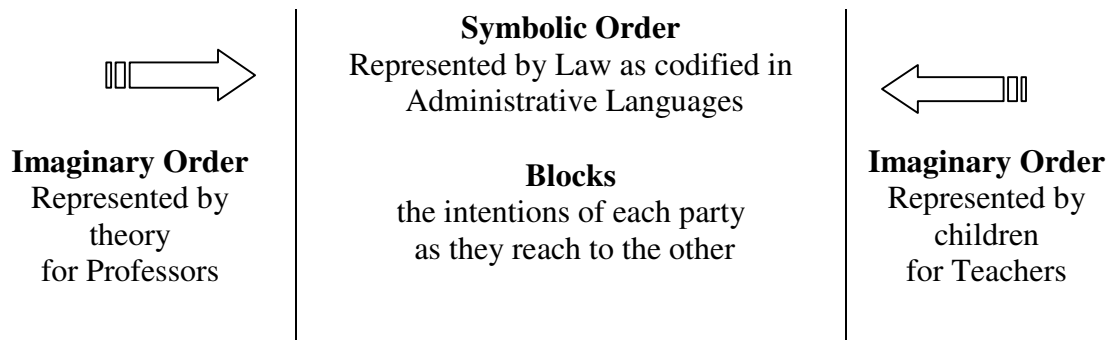 Symbolic Order
Represented by Law as codified in
Administrative Languages
Imaginary Order
Represented by
theory
for Professors
Blocks
the intentions of each party
as they reach to the other
Imaginary Order
Represented by
children
for Teachers